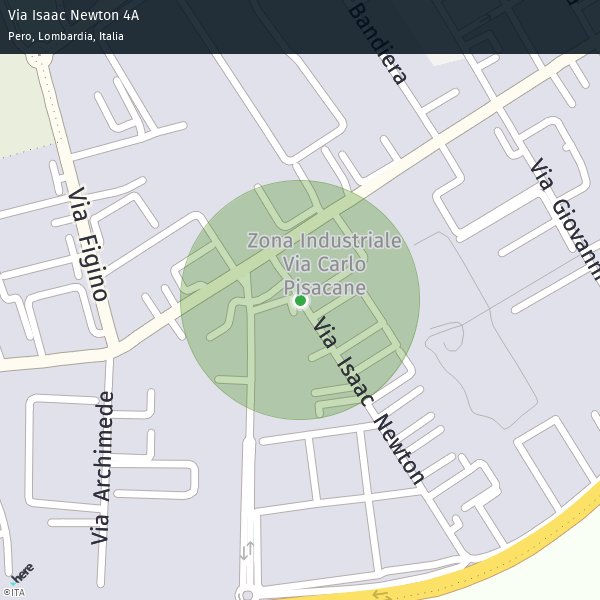 Via Isaac Newton 4A
Pero, Lombardia, Italia
Bandiera
Via Giovanni
Via Figino
Zona Industriale
Via Carlo
Pisacane
Via Isaac Newton
Via Archimede
here
©ITA